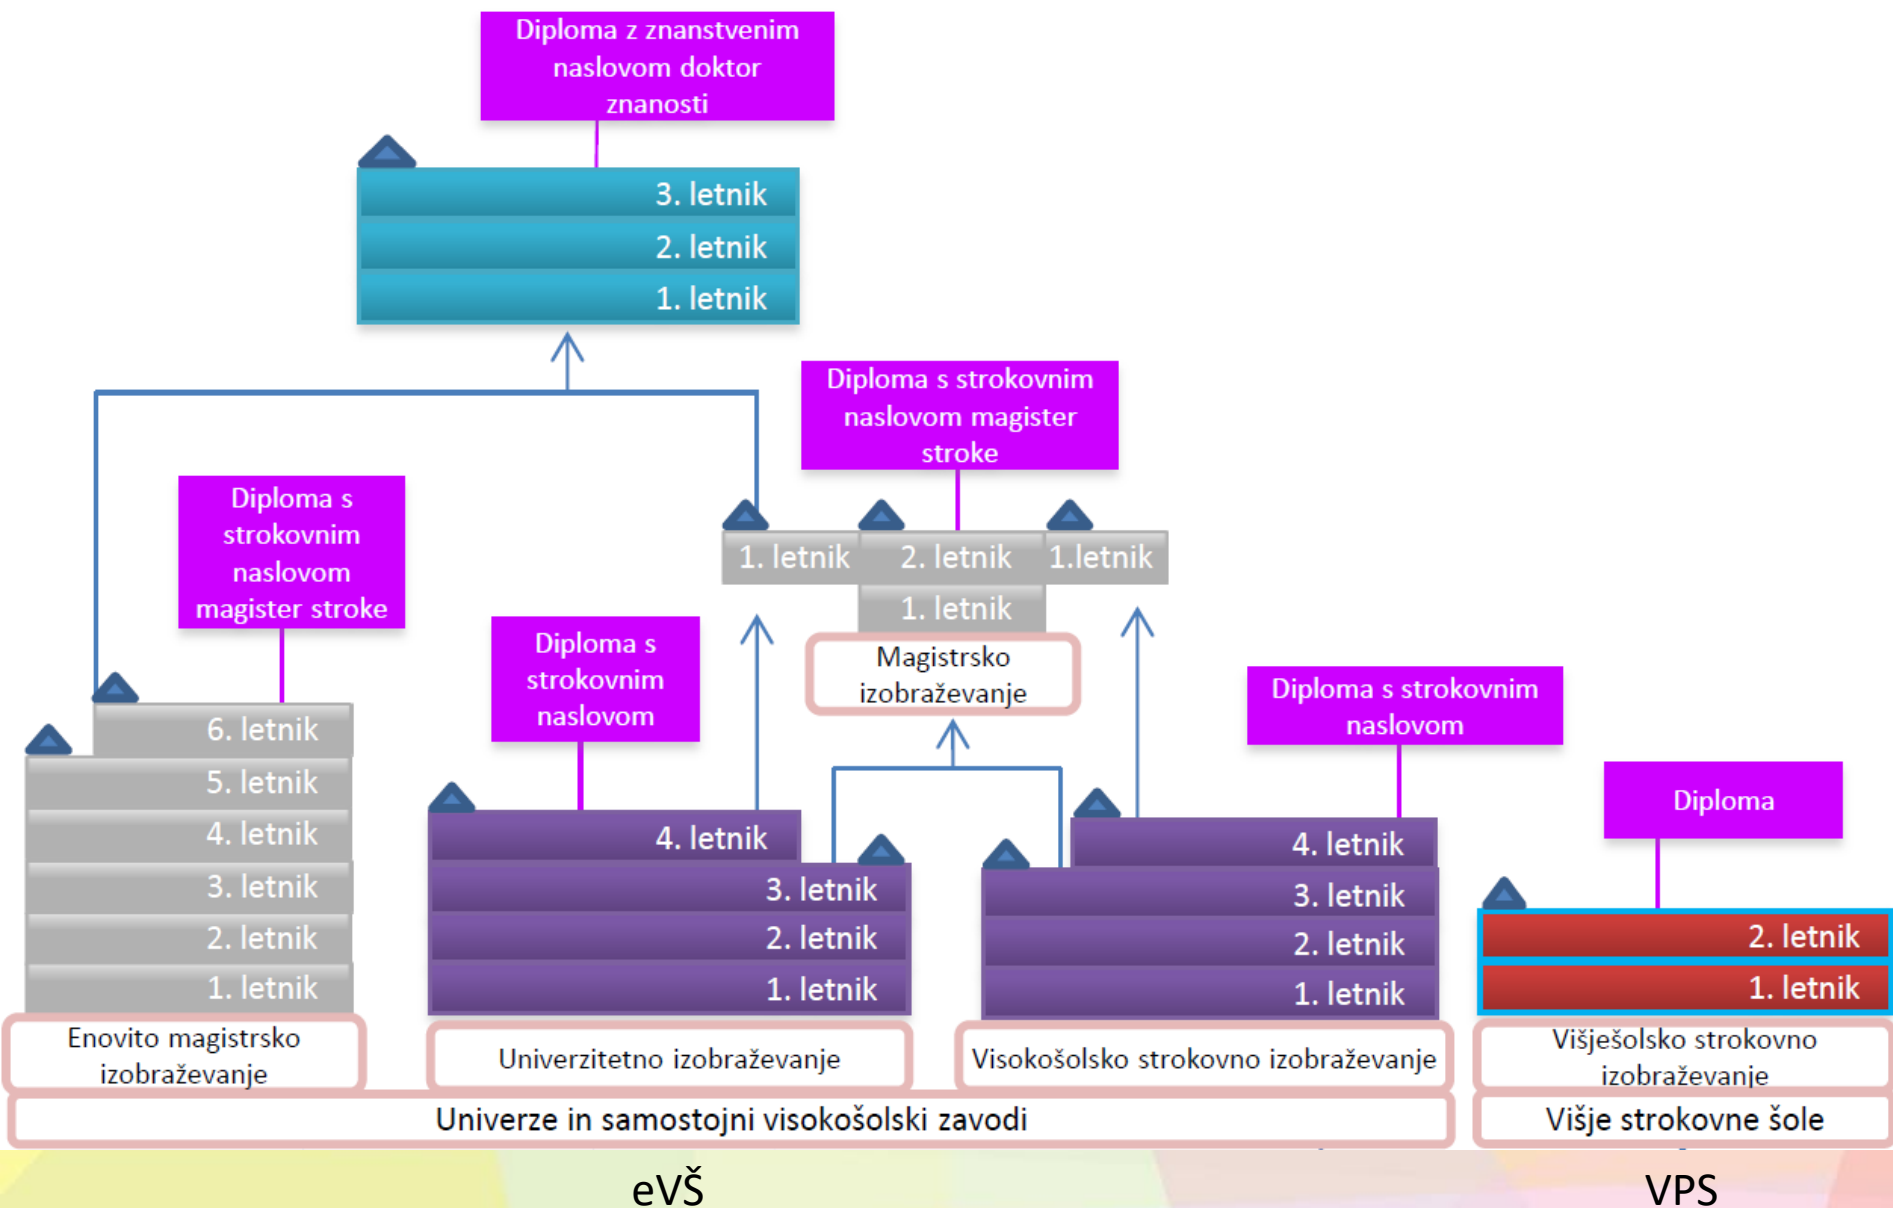 Diploma z znanstvenim
naslovom doktor
znanosti
3. letnik
2. letnik
1. letnik
Diploma s strokovnim
naslovom magister
stroke
Diploma s
strokovnim
naslovom
magister stroke
1. letnik
2. letnik
1.letnik
1. letnik
Magistrsko
izobraževanje
Diploma s
strokovnim
naslovom
Diploma s strokovnim
naslovom
Diploma
6. letnik
5. letnik
4. letnik
3. letnik
2. letnik
1. letnik
4. letnik
3. letnik
2. letnik
1. letnik
4. letnik
3. letnik
2. letnik
1. letnik
2. letnik
1. letnik
Enovito magistrsko
izobraževanje
Univerzitetno izobraževanje
Visokošolsko strokovno izobraževanje
Višješolsko strokovno
izobraževanje
Univerze in samostojni visokošolski zavodi
Višje strokovne šole
eVŠ
VPS